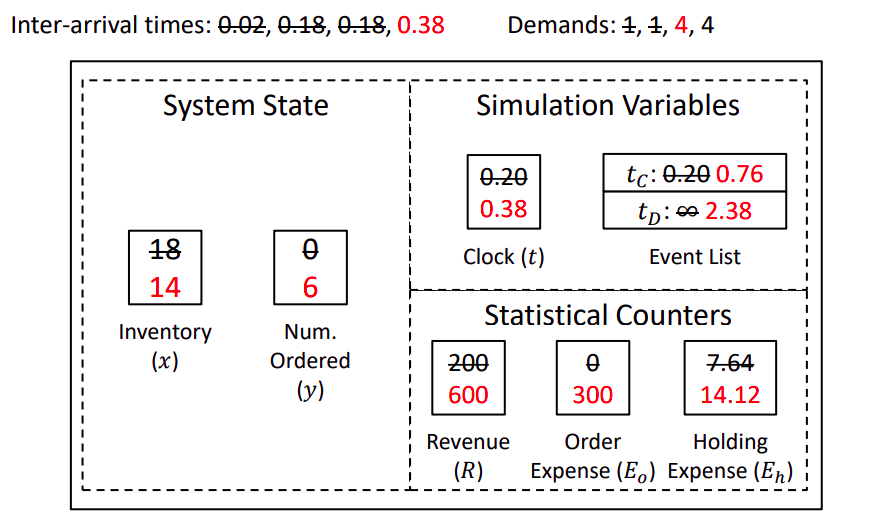 Inter-arrival times: 0.02, 0.18, 0.18, 0.38
Demands: 1, 1, 4, 4
System State
18
14
Inventory
(x)
0
6
Num.
Ordered
(y)
Simulation Variables
0.20
0.38
Clock (t)
t_C: 0.20 0.76
t_D: ∞ 2.38
Event List
Statistical Counters
200
600
Revenue
(R)
0
300
Order
Expense (E_o)
7.64
14.12
Holding
Expense (E_h)